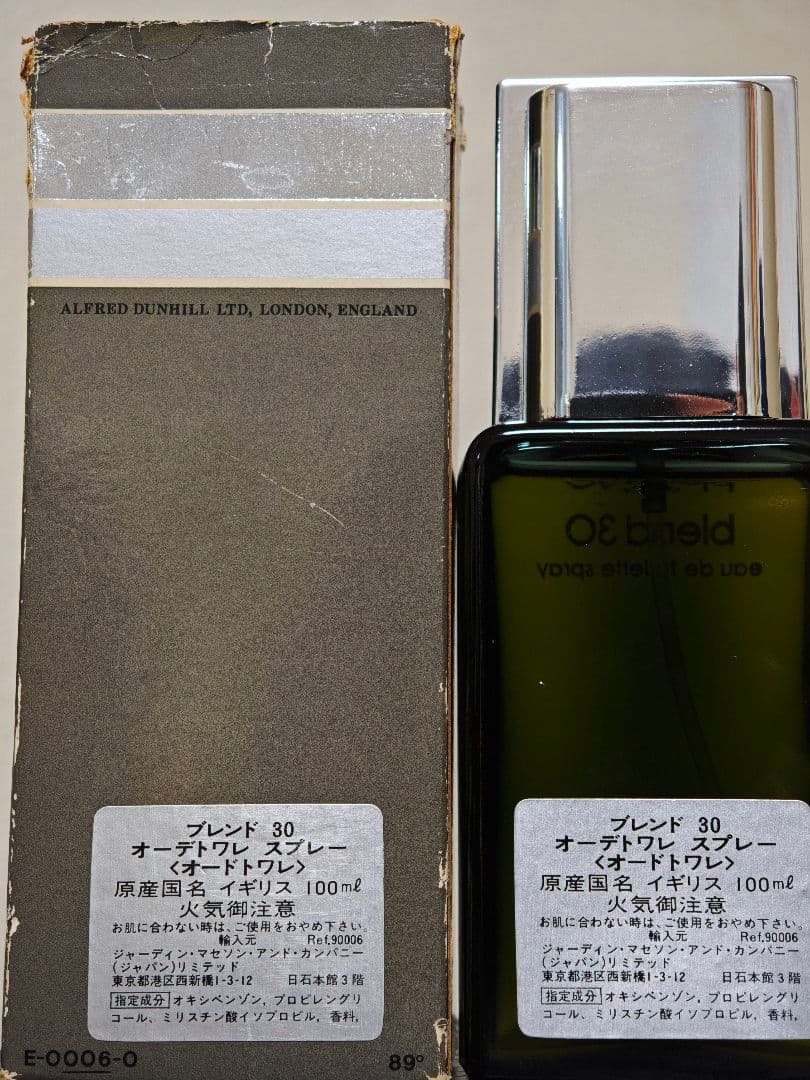 ALFRED DUNHILL LTD, LONDON, ENGLAND
ブレンド 30
オーデトワレ スプレー
<オードトワレ>
原産国名 イギリス 100mℓ
火気御注意
お肌に合わない時は、ご使用をおやめ下さい。
輸入元 Ref.90006
ジャーディン・マセソン・アンド・カンパニー
(ジャパン)リミテッド
東京都港区西新橋1-3-12 日石本館3階
指定成分 オキシベンゾン, プロピレングリ
コール、ミリスチン酸イソプロピル, 香料,
E-0006-0
89°
blend 30
eau de toilette spray
ブレンド 30
オーデトワレ スプレー
<オードトワレ>
原産国名 イギリス 100mℓ
火気御注意
お肌に合わない時は、ご使用をおやめ下さい。
輸入元 Ref.90006
ジャーディン・マセソン・アンド・カンパニー
(ジャパン)リミテッド
東京都港区西新橋1-3-12 日石本館3階
指定成分 オキシベンゾン, プロピレングリ
コール、ミリスチン酸イソプロピル, 香料,